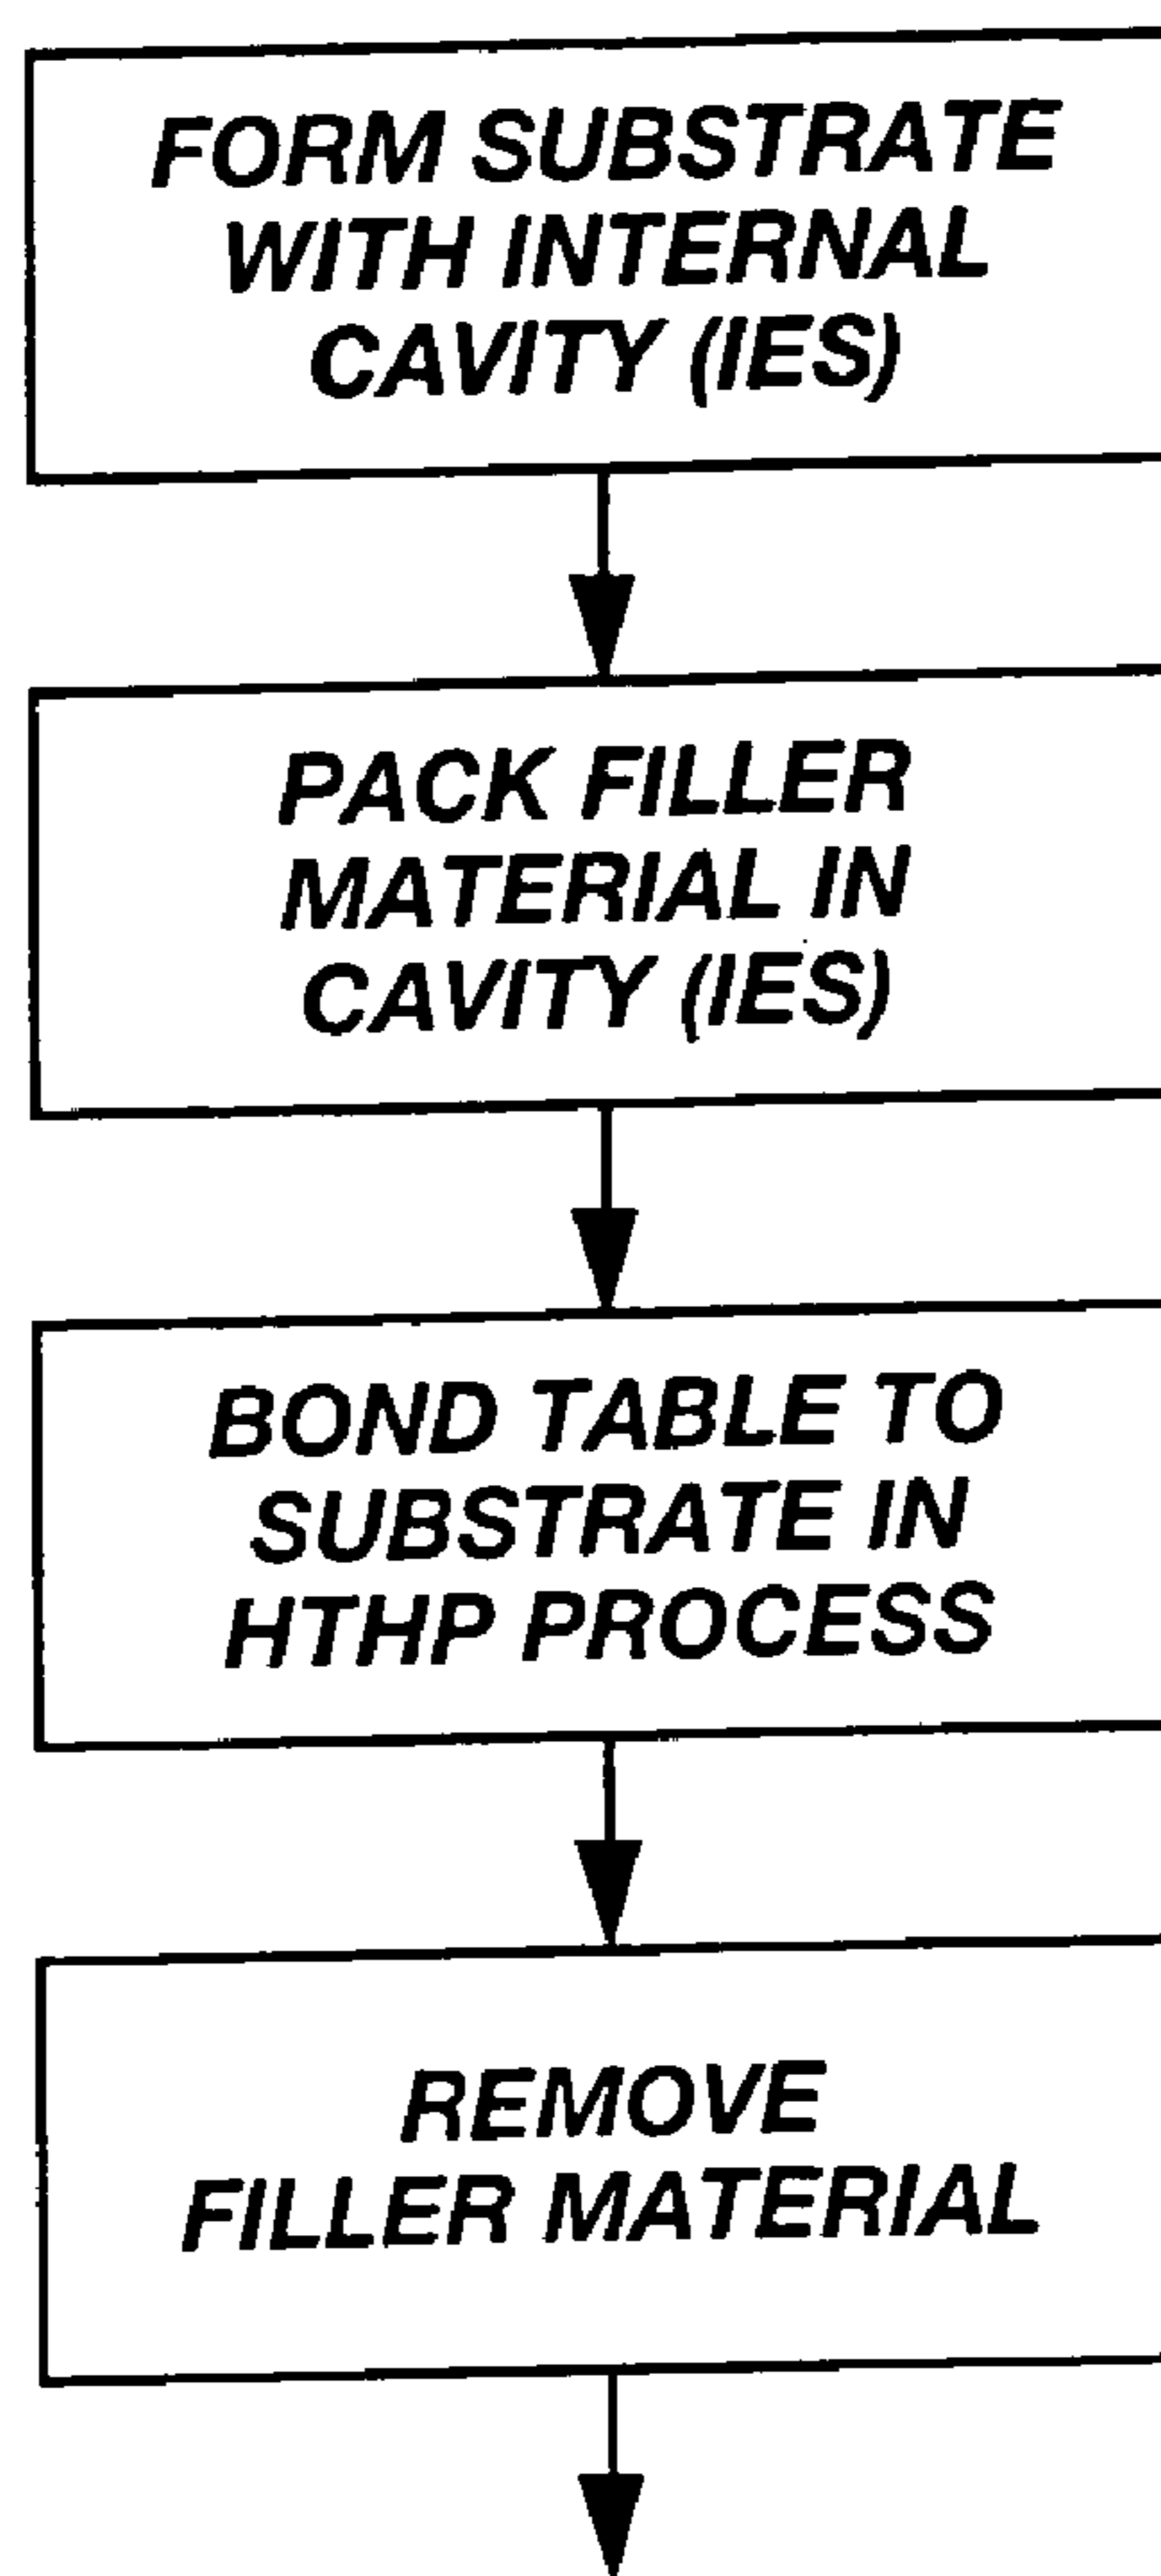 FORM SUBSTRATE
WITH INTERNAL
CAVITY (IES)
PACK FILLER
MATERIAL IN
CAVITY (IES)
BOND TABLE TO
SUBSTRATE IN
HTHP PROCESS
REMOVE
FILLER MATERIAL